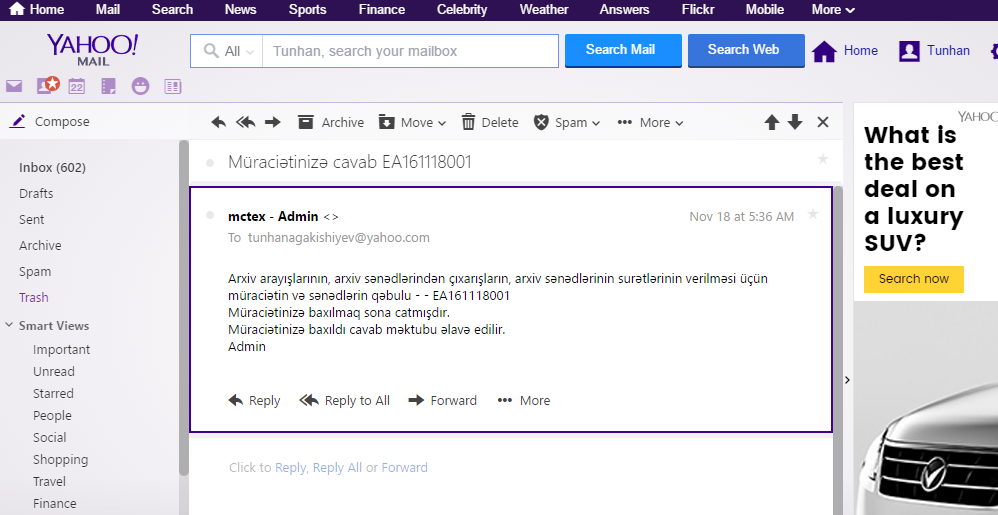 Home Mail Search News Sports Finance Celebrity Weather Answers Flickr Mobile More
YAHOO!
MAIL
All Tunhan, search your mailbox Search Mail Search Web Home Tunhan
22
Compose
Archive Move Delete Spam More
YAHOO
Inbox (602)
Drafts
Sent
Archive
Spam
Trash
Smart Views
Important
Unread
Starred
People
Social
Shopping
Travel
Finance
Müraciətinizə cavab EA161118001
mctex - Admin <> Nov 18 at 5:36 AM
To tunhanagakishiyev@yahoo.com
Arxiv arayışlarının, arxiv sənədlərindən çıxarışların, arxiv sənədlərinin surətlərinin verilməsi üçün
müraciətin və sənədlərin qəbulu - - EA161118001
Müraciətinizə baxılmaq sona catmışdır.
Müraciətinizə baxıldı cavab məktubu əlavə edilir.
Admin
Reply Reply to All Forward More
Click to Reply, Reply All or Forward
What is
the best
deal on
a luxury
SUV?
Search now